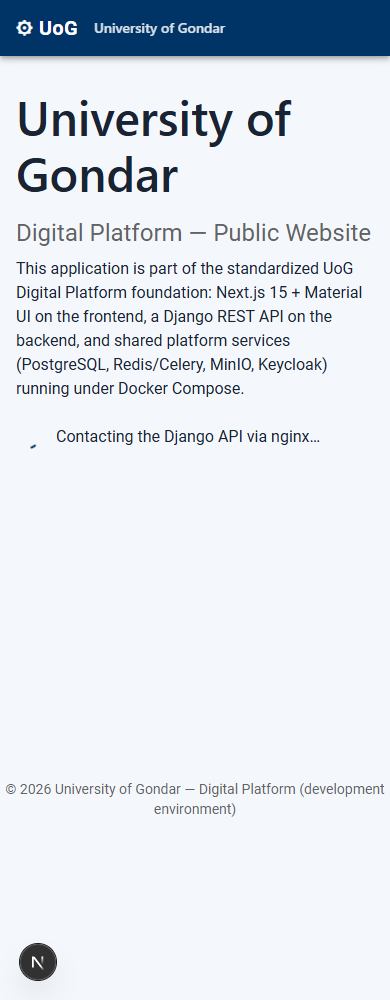 UoG University of Gondar
University of
Gondar
Digital Platform — Public Website
This application is part of the standardized UoG
Digital Platform foundation: Next.js 15 + Material
UI on the frontend, a Django REST API on the
backend, and shared platform services
(PostgreSQL, Redis/Celery, MinIO, Keycloak)
running under Docker Compose.
Contacting the Django API via nginx...
© 2026 University of Gondar — Digital Platform (development
environment)
N